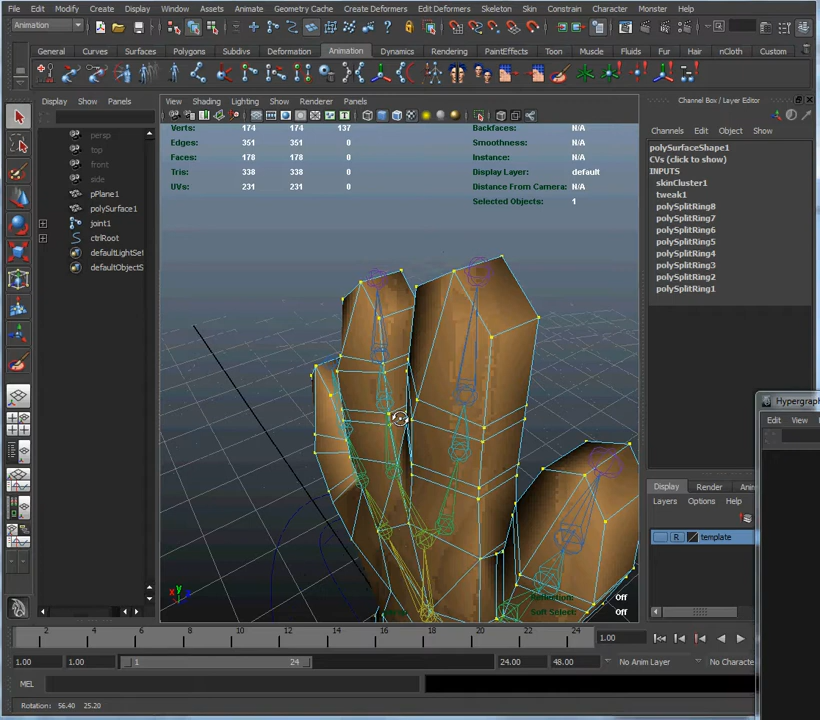 File Modify Create Display Window Assets Animate Geometry Cache Create Deformers Edit Deformers Skeleton Skin Constrain Character Monster Help
Animation
General Curves Surfaces Polygons Subdivs Deformation Animation Dynamics Rendering PaintEffects Toon Muscle Fluids Fur Hair nCloth Custom
Display Show Panels
View Shading Lighting Show Renderer Panels
Channel Box / Layer Editor
Channels Edit Object Show
persp
top
front
side
pPlane1
polySurface1
joint1
ctrlRoot
defaultLightSet
defaultObjectS
Verts: 174 174 137
Edges: 351 351 0
Faces: 178 178 0
Tris: 338 338 0
UVs: 231 231 0
Backfaces: N/A
Smoothness: N/A
Instance: N/A
Display Layer: default
Distance From Camera: N/A
Selected Objects: 1
polySurfaceShape1
CVs (click to show)
INPUTS
skinCluster1
tweak1
polySplitRing8
polySplitRing7
polySplitRing6
polySplitRing5
polySplitRing4
polySplitRing3
polySplitRing2
polySplitRing1
Hypergraph
Edit View
Display Render Anim
Layers Options Help
R template
Reflection: Off
Soft Select: Off
2 4 6 8 10 12 14 16 18 20 22 24
1.00
1.00 1.00 1 24 24.00 48.00 No Anim Layer No Characte
MEL
Rotation: 56.40 25.20